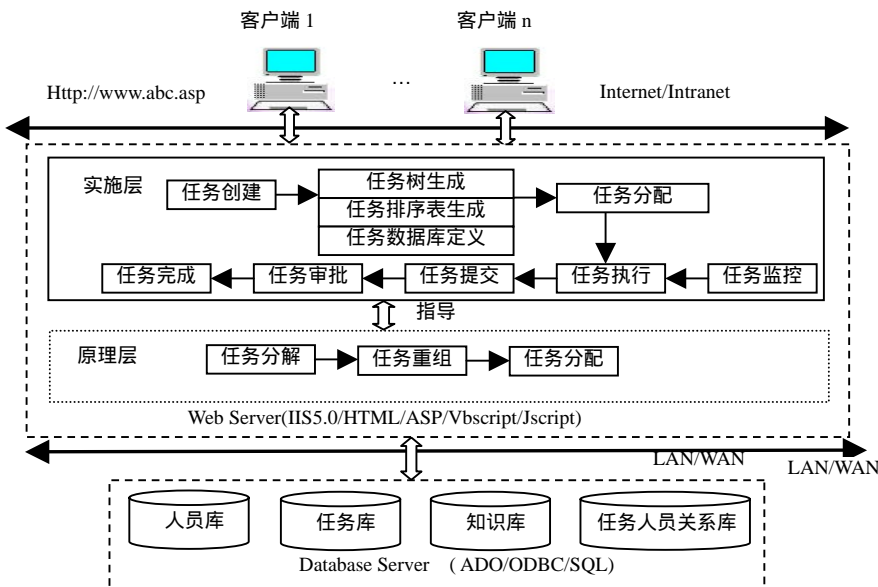 客户端 1 客户端 n
Http://www.abc.asp … Internet/Intranet
实施层
任务创建 任务树生成 任务分配
任务排序表生成
任务数据库定义
任务完成 任务审批 任务提交 任务执行 任务监控
指导
原理层
任务分解 任务重组 任务分配
Web Server(IIS5.0/HTML/ASP/Vbscript/Jscript)
LAN/WAN
LAN/WAN
人员库 任务库 知识库 任务人员关系库
Database Server ( ADO/ODBC/SQL)